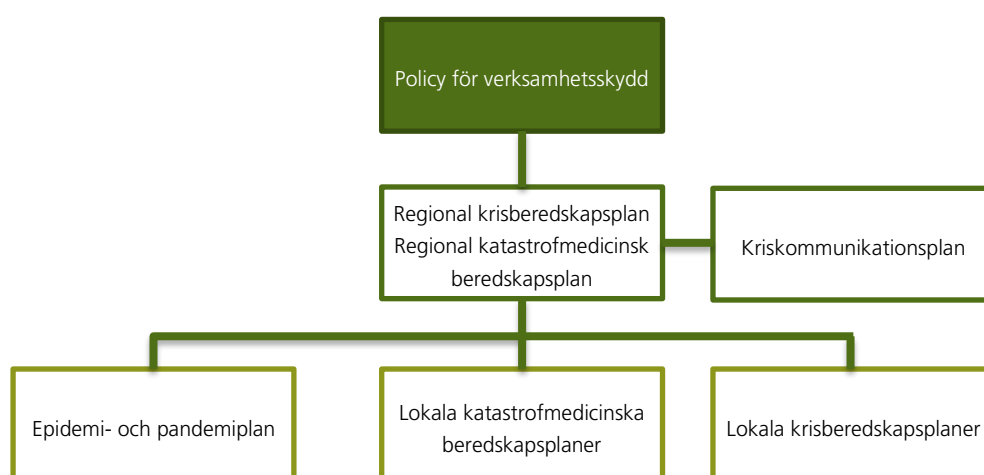 Policy för verksamhetsskydd
Regional krisberedskapsplan
Regional katastrofmedicinsk
beredskapsplan
Kriskommunikationsplan
Epidemi- och pandemiplan
Lokala katastrofmedicinska
beredskapsplaner
Lokala krisberedskapsplaner